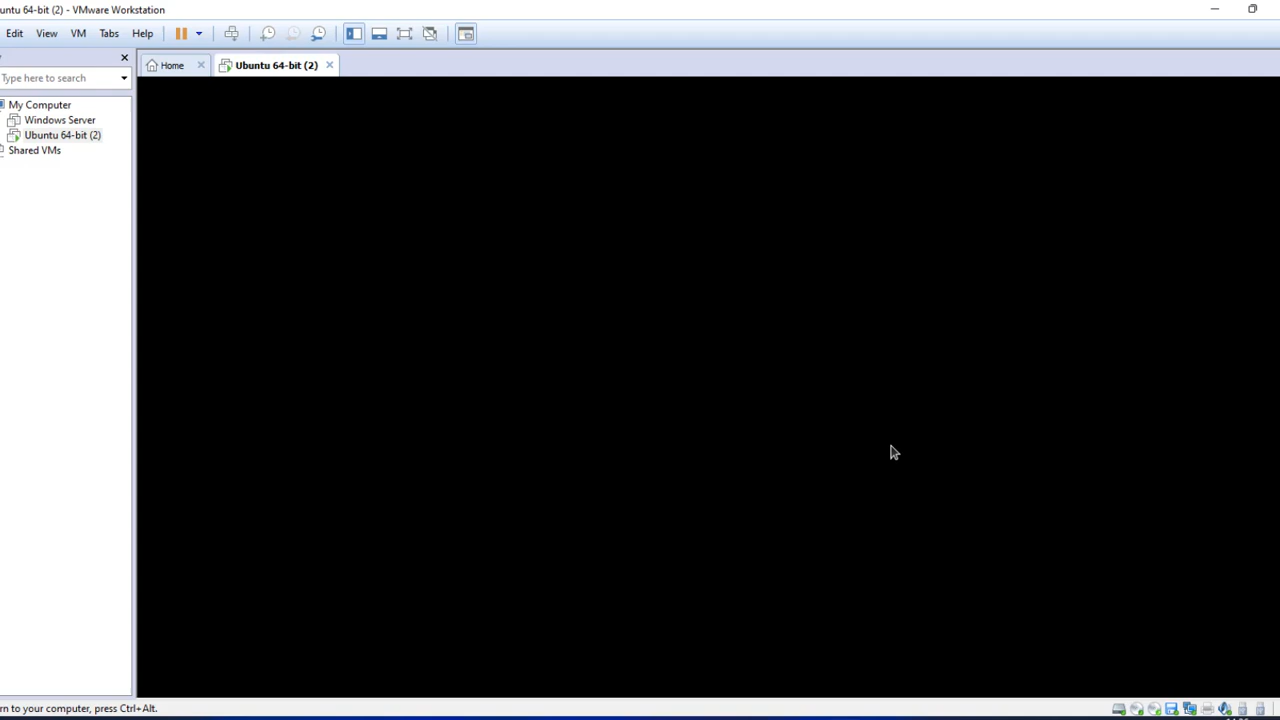 untu 64-bit (2) - VMware Workstation
Edit View VM Tabs Help
Type here to search
Home
Ubuntu 64-bit (2)
My Computer
Windows Server
Ubuntu 64-bit (2)
Shared VMs
rn to your computer, press Ctrl+Alt.